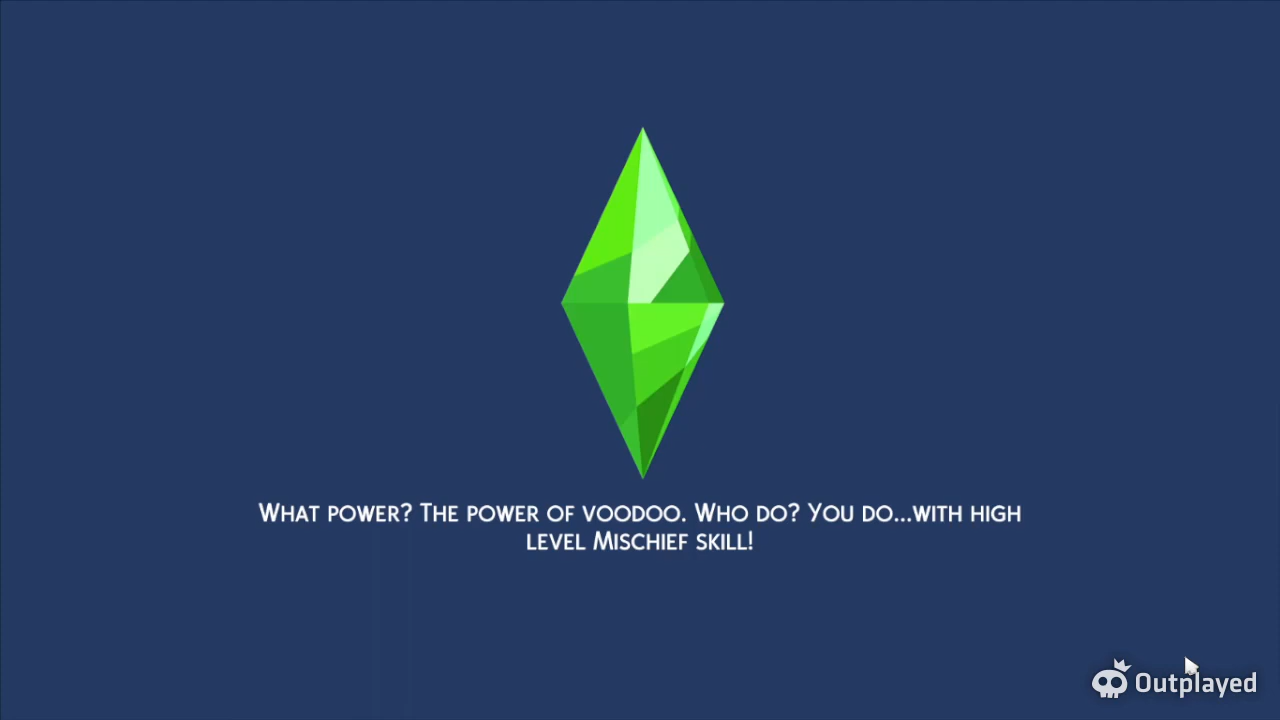 What power? The power of voodoo. Who do? You do...with high
level Mischief skill!
Outplayed